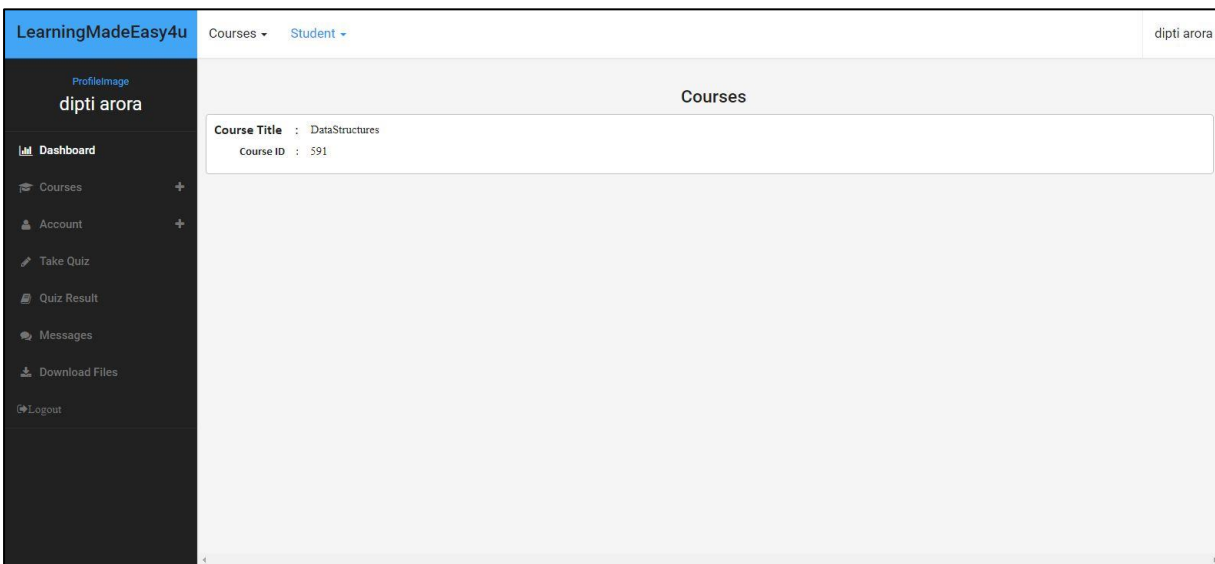 LearningMadeEasy4u
Courses
Student
dipti arora
ProfileImage
dipti arora
Dashboard
Courses
Account
Take Quiz
Quiz Result
Messages
Download Files
Logout
Courses
Course Title : DataStructures
Course ID : 591